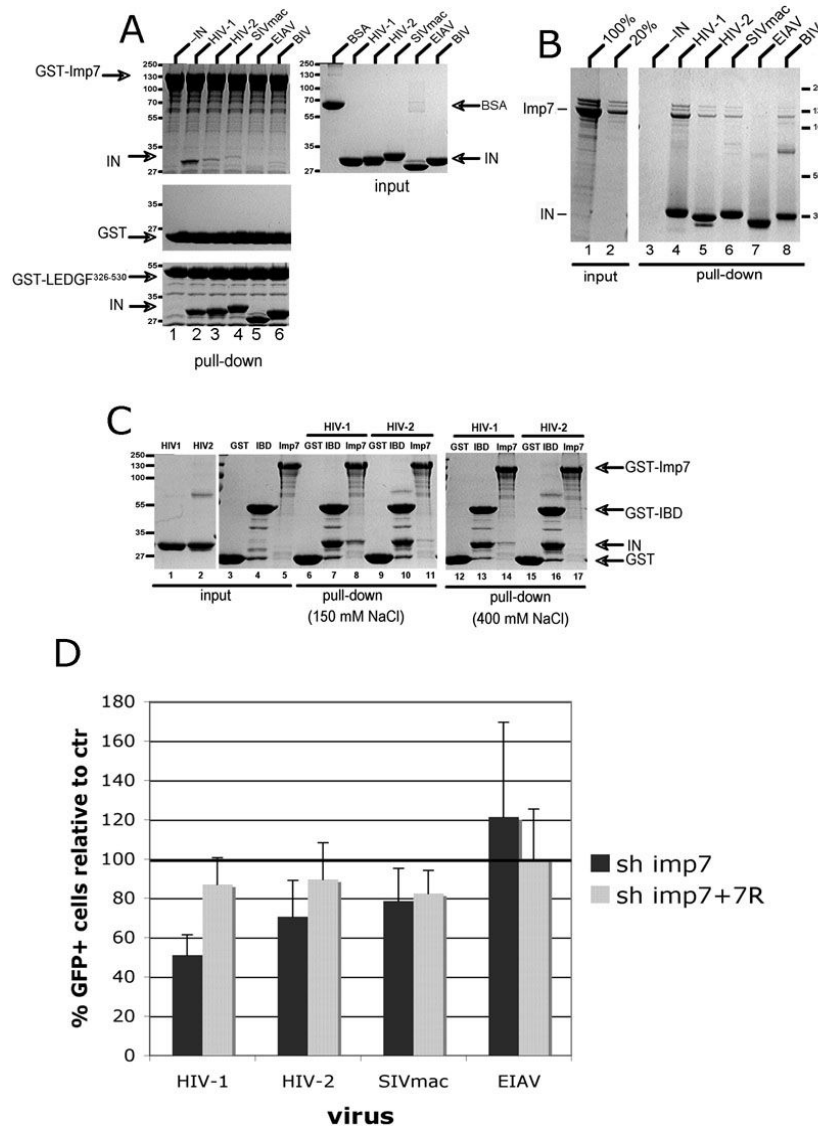 A
–IN HIV-1 HIV-2 SIVmac EIAV BIV
GST-Imp7
250
130
100
70
55
35
27
IN
BSA HIV-1 HIV-2 SIVmac EIAV BIV
250
130
100
70
55
35
27
BSA
IN
input
35
27
GST
GST-LEDGF326-530
55
35
27
IN
1 2 3 4 5 6
pull-down
B
100% 20% –IN HIV-1 HIV-2 SIVmac EIAV BIV
Imp7
IN
1 2 3 4 5 6 7 8
input pull-down
C
HIV1 HIV2 GST IBD Imp7
HIV-1 HIV-2
GST IBD Imp7 GST IBD Imp7
HIV-1 HIV-2
GST IBD Imp7 GST IBD Imp7
250
130
100
55
35
27
GST-Imp7
GST-IBD
IN
GST
1 2 3 4 5 6 7 8 9 10 11 12 13 14 15 16 17
input pull-down pull-down
(150 mM NaCl) (400 mM NaCl)
D
% GFP+ cells relative to ctr
180
160
140
120
100
80
60
40
20
0
HIV-1 HIV-2 SIVmac EIAV
virus
sh imp7
sh imp7+7R